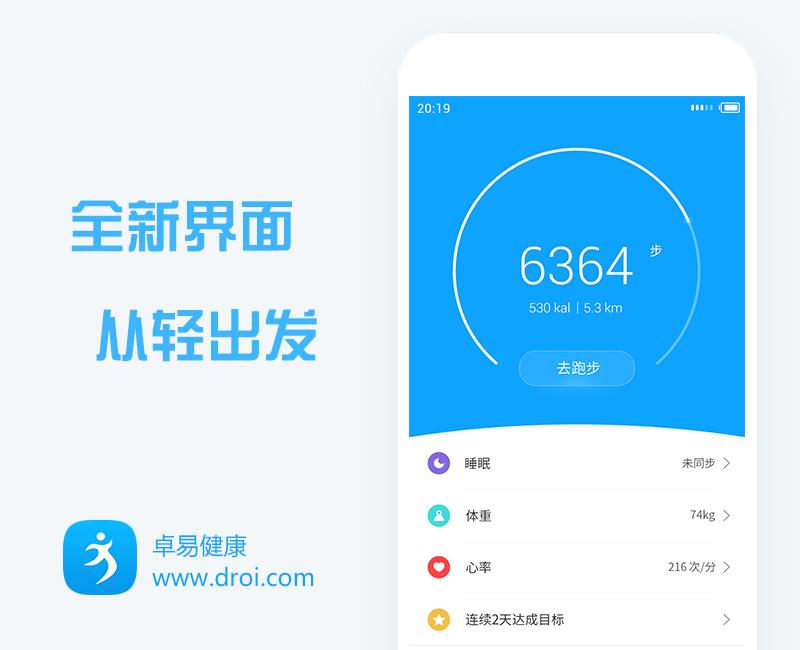 全新界面
从轻出发
卓易健康
www.droi.com
20:19
6364 步
530 kal | 5.3 km
去跑步
睡眠 未同步
体重 74kg
心率 216 次/分
连续2天达成目标